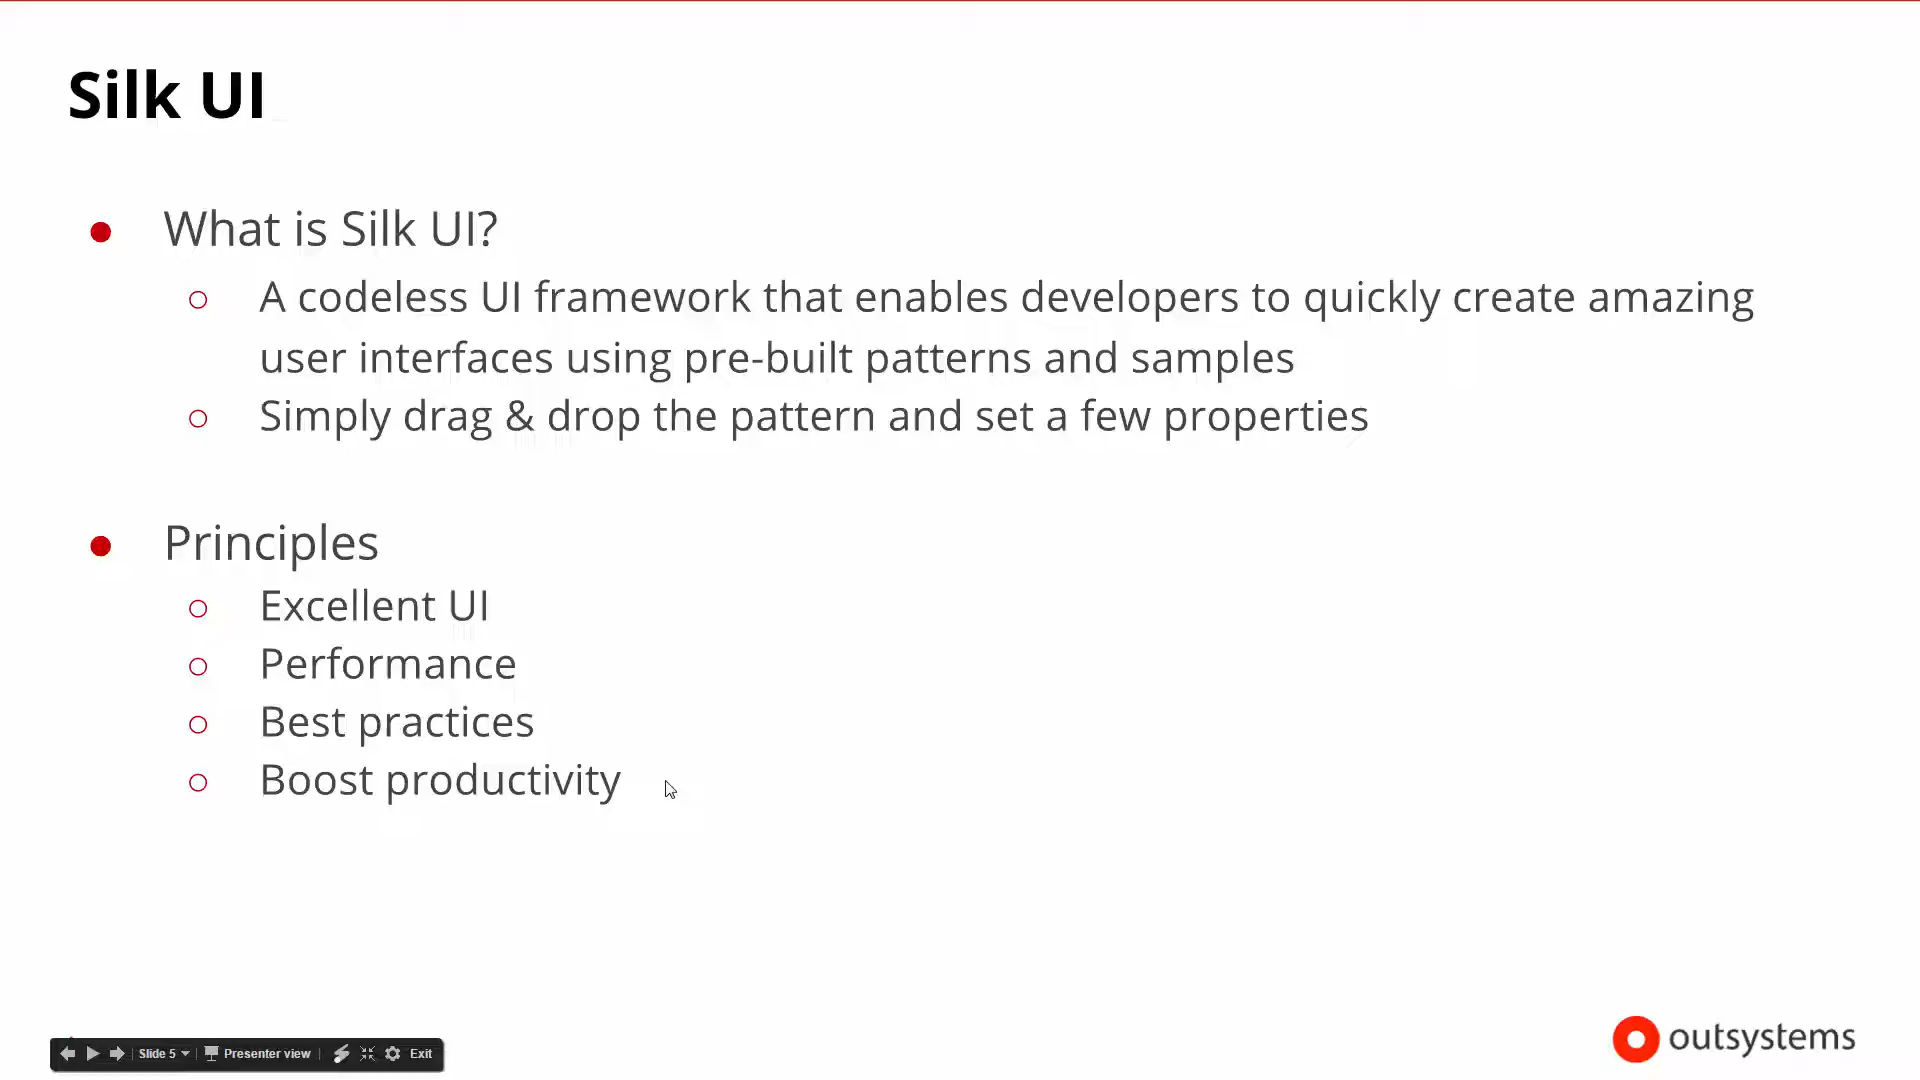 Silk UI
What is Silk UI?
A codeless UI framework that enables developers to quickly create amazing
user interfaces using pre-built patterns and samples
Simply drag & drop the pattern and set a few properties
Principles
Excellent UI
Performance
Best practices
Boost productivity
Slide 5 Presenter view Exit
outsystems